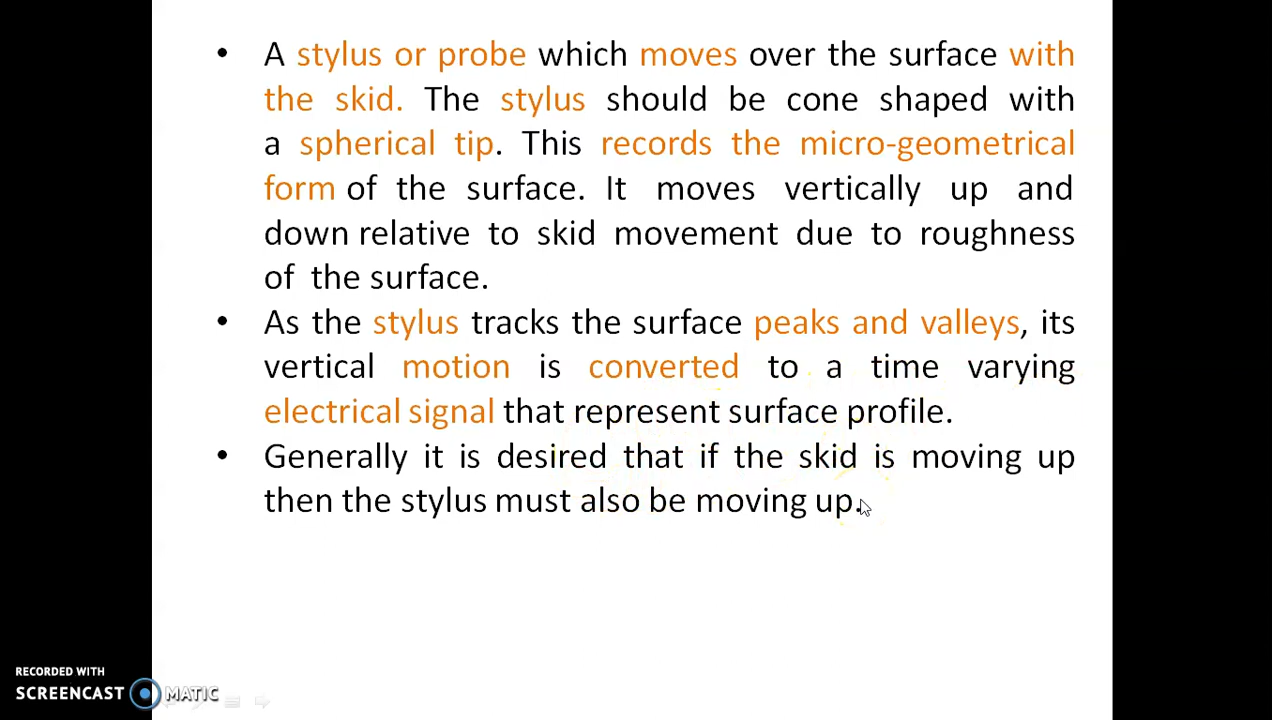 • A stylus or probe which moves over the surface with
the skid. The stylus should be cone shaped with
a spherical tip. This records the micro-geometrical
form of the surface. It moves vertically up and
down relative to skid movement due to roughness
of the surface.
• As the stylus tracks the surface peaks and valleys, its
vertical motion is converted to a time varying
electrical signal that represent surface profile.
• Generally it is desired that if the skid is moving up
then the stylus must also be moving up.
RECORDED WITH
SCREENCAST MATIC